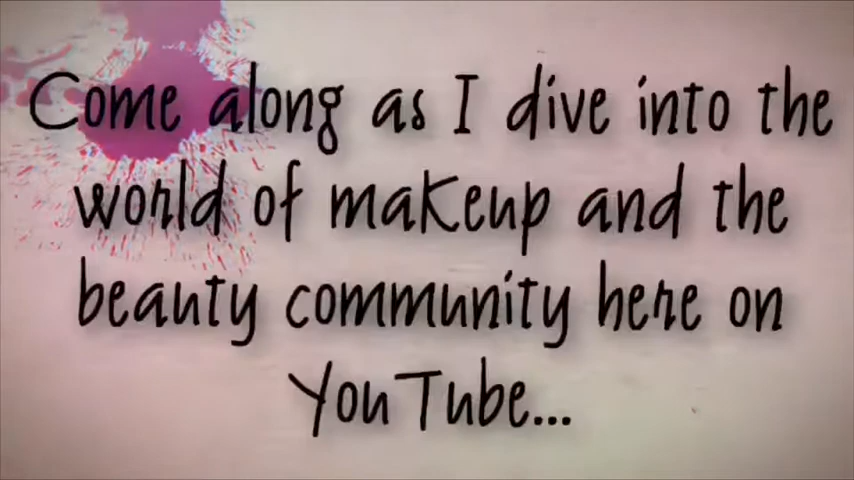 Come along as I dive into the
world of makeup and the
beauty community here on
YouTube...